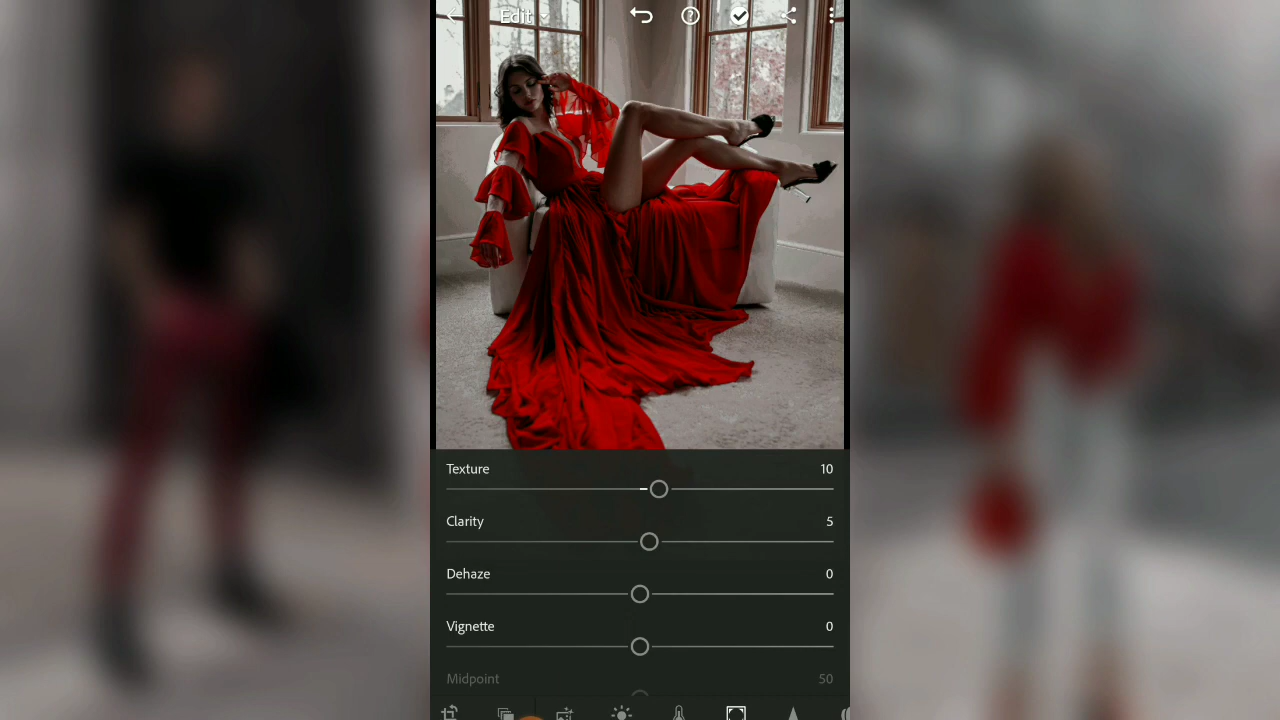 Edit
Texture 10
Clarity 5
Dehaze 0
Vignette 0
Midpoint 50